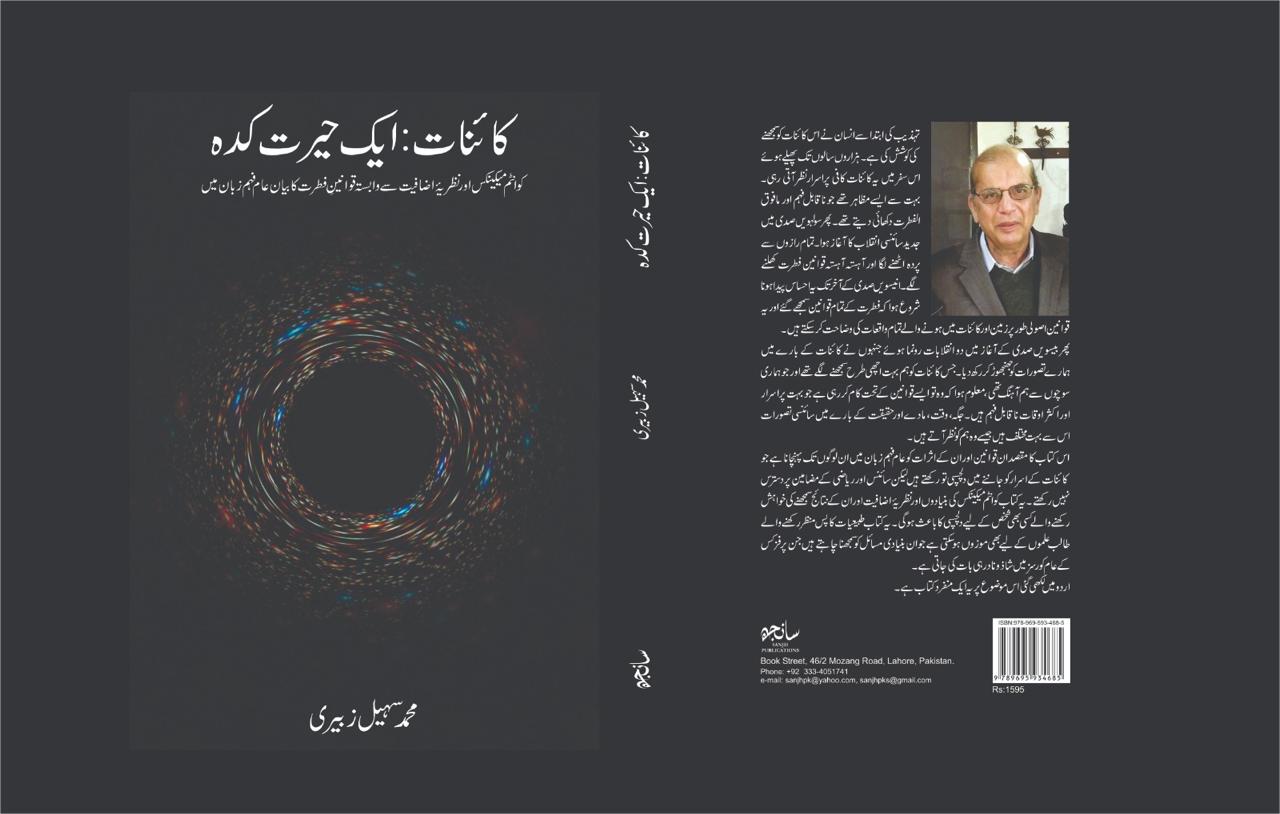 کائنات: ایک حیرت کدہ
کوانٹم میکینکس اور نظریۂ اضافیت سے وابستہ قوانین فطرت کا بیان عام فہم زبان میں
محمد سہیل زبیری
کائنات: ایک حیرت کدہ
محمد سہیل زبیری
سانجھ
تہذیب کی ابتدا سے انسان نے اس کائنات کو سمجھنے
کی کوشش کی ہے۔ ہزاروں سالوں تک پھیلے ہوئے
اس سفر میں یہ کائنات کافی پراسرار نظر آتی رہی۔
بہت سے ایسے مظاہر تھے جو ناقابل فہم اور مافوق
الفطرت دکھائی دیتے تھے۔ پھر سولہویں صدی میں
جدید سائنسی انقلاب کا آغاز ہوا۔ تمام رازوں سے
پردہ اٹھنے لگا اور آہستہ آہستہ قوانین فطرت کھلنے
لگے۔ انیسویں صدی کے آخر تک یہ احساس پیدا ہونا
شروع ہوا کہ فطرت کے تمام قوانین سمجھے گئے اور یہ
قوانین اصولی طور پر زمین اور کائنات میں ہونے والے تمام واقعات کی وضاحت کر سکتے ہیں۔
پھر بیسویں صدی کے آغاز میں دو انقلابات رونما ہوئے جنہوں نے کائنات کے بارے میں
ہمارے تصورات کو جھنجھوڑ کر رکھ دیا۔ جس کائنات کو ہم بہت اچھی طرح سمجھنے لگے تھے اور جو ہماری
سوچوں سے ہم آہنگ تھی، معلوم ہوا کہ وہ تو ایسے قوانین کے تحت کام کر رہی ہے جو بہت پراسرار
اور اکثر اوقات ناقابل فہم ہیں۔ جگہ، وقت، مادے اور حقیقت کے بارے میں سائنسی تصورات
اس سے بہت مختلف ہیں جیسے وہ ہم کو نظر آتے ہیں۔
اس کتاب کا مقصد ان قوانین اور ان کے اثرات کو عام فہم زبان میں ان لوگوں تک پہنچانا ہے جو
کائنات کے اسرار کو جاننے میں دلچسپی تو رکھتے ہیں لیکن سائنس اور ریاضی کے مضامین پر دسترس
نہیں رکھتے۔ یہ کتاب کوانٹم میکینکس کی بنیادوں اور نظریۂ اضافیت اور ان کے نتائج سمجھنے کی خواہش
رکھنے والے کسی بھی شخص کے لیے دلچسپی کا باعث ہوگی۔ یہ کتاب طبیعیات کا پس منظر رکھنے والے
طالب علموں کے لیے بھی موزوں ہو سکتی ہے جو ان بنیادی مسائل کو سمجھنا چاہتے ہیں جن پر فزکس
کے عام کورسز میں شاذ و نادر ہی بات کی جاتی ہے۔
اردو میں لکھی گئی اس موضوع پر یہ ایک منفرد کتاب ہے۔
سانجھ
SANJH
PUBLICATIONS
Book Street, 46/2 Mozang Road, Lahore, Pakistan.
Phone: +92 333-4051741
e-mail: sanjhpk@yahoo.com, sanjhpks@gmail.com
ISBN:978-969-593-468-5
9 789695 934685
Rs:1595